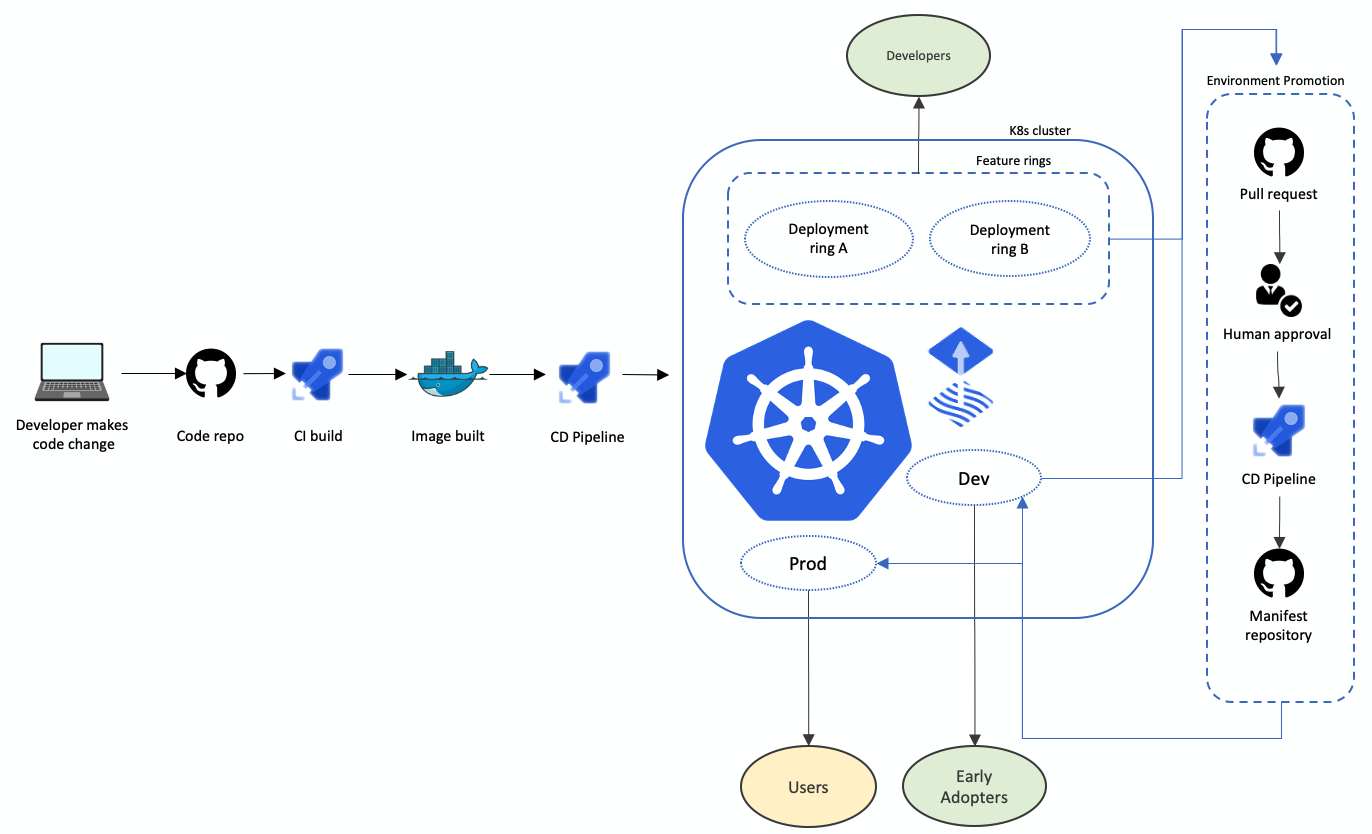 Developers
Environment Promotion
K8s cluster
Feature rings
Deployment
ring A
Deployment
ring B
Pull request
Human approval
Developer makes
code change
Code repo
CI build
Image built
CD Pipeline
Dev
CD Pipeline
Prod
Manifest
repository
Users
Early
Adopters